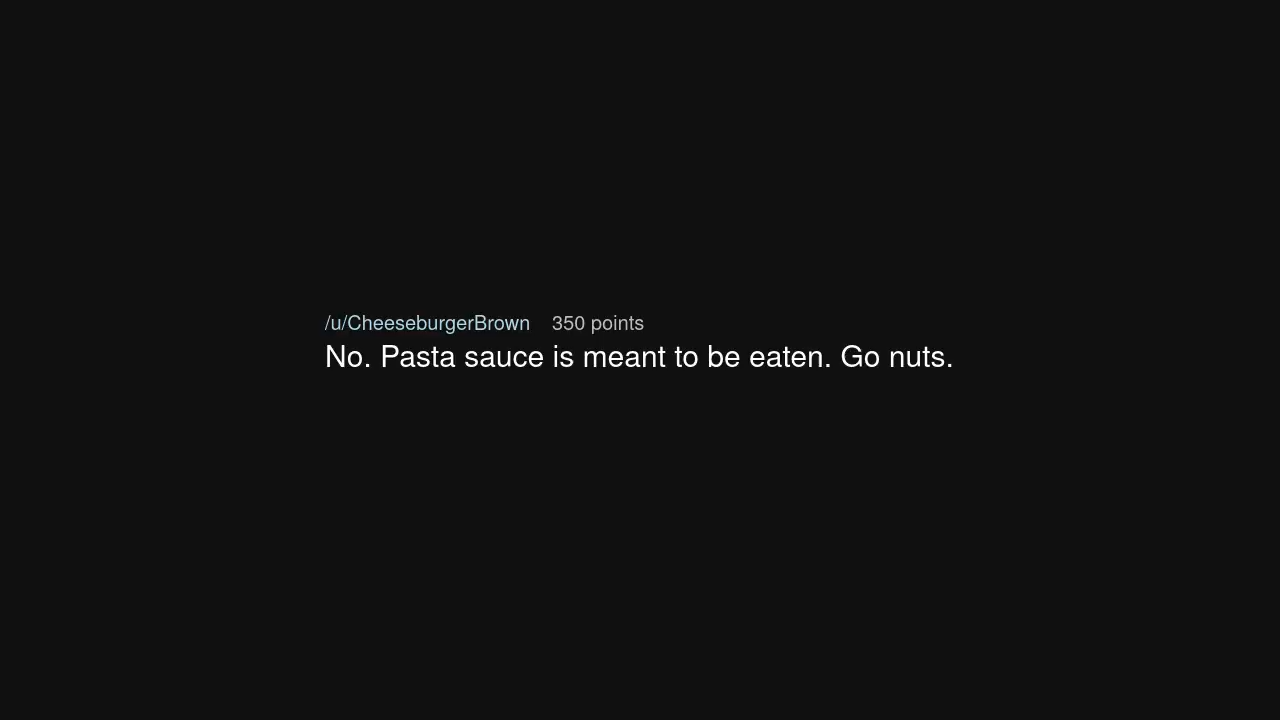 /u/CheeseburgerBrown 350 points
No. Pasta sauce is meant to be eaten. Go nuts.